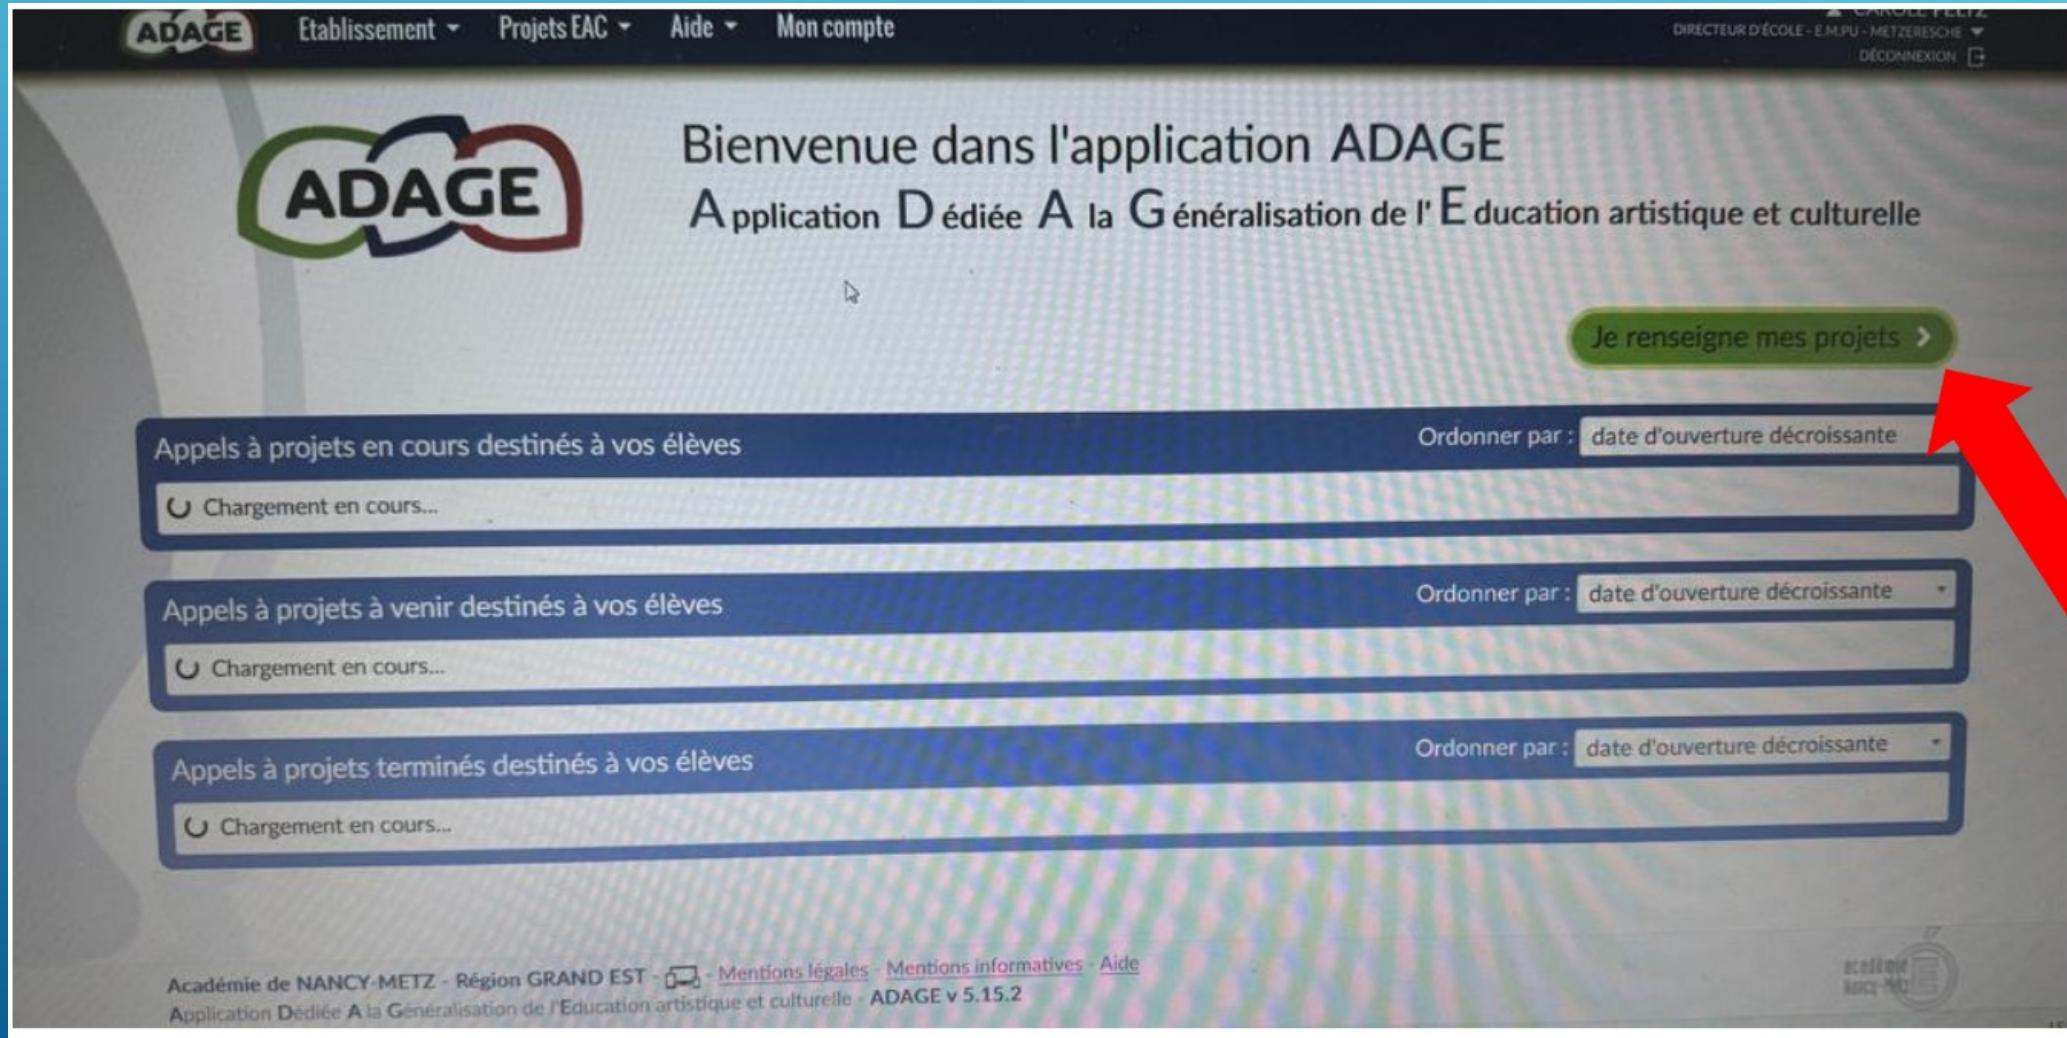 ADAGE Etablissement Projets EAC Aide Mon compte
DIRECTEUR D'ÉCOLE - E.M.PU - METZERESCHE
DÉCONNEXION
ADAGE
Bienvenue dans l'application ADAGE
Application Dédiée A la Généralisation de l'Education artistique et culturelle
Je renseigne mes projets
Appels à projets en cours destinés à vos élèves Ordonner par : date d'ouverture décroissante
Chargement en cours...
Appels à projets à venir destinés à vos élèves Ordonner par : date d'ouverture décroissante
Chargement en cours...
Appels à projets terminés destinés à vos élèves Ordonner par : date d'ouverture décroissante
Chargement en cours...
Académie de NANCY-METZ - Région GRAND EST - - Mentions légales - Mentions informatives - Aide
Application Dédiée A la Généralisation de l'Education artistique et culturelle - ADAGE v 5.15.2